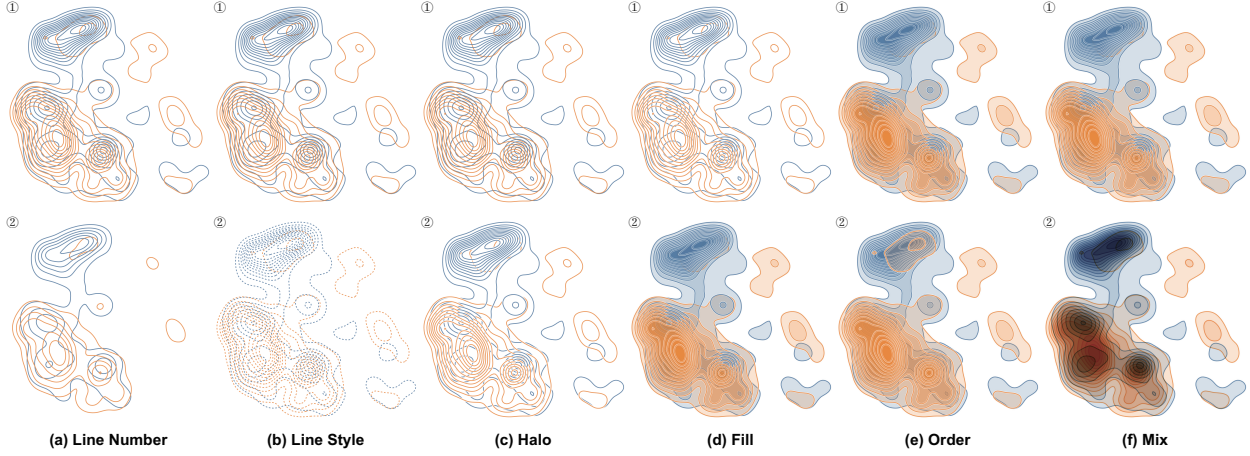 ① ① ① ① ① ①
② ② ② ② ② ②
(a) Line Number (b) Line Style (c) Halo (d) Fill (e) Order (f) Mix